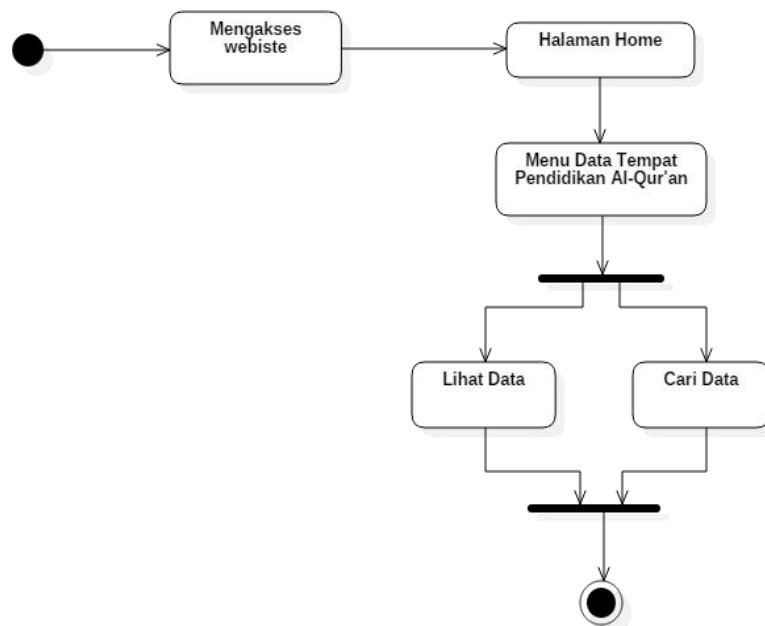 Mengakses
webiste
Halaman Home
Menu Data Tempat
Pendidikan Al-Qur'an
Lihat Data
Cari Data